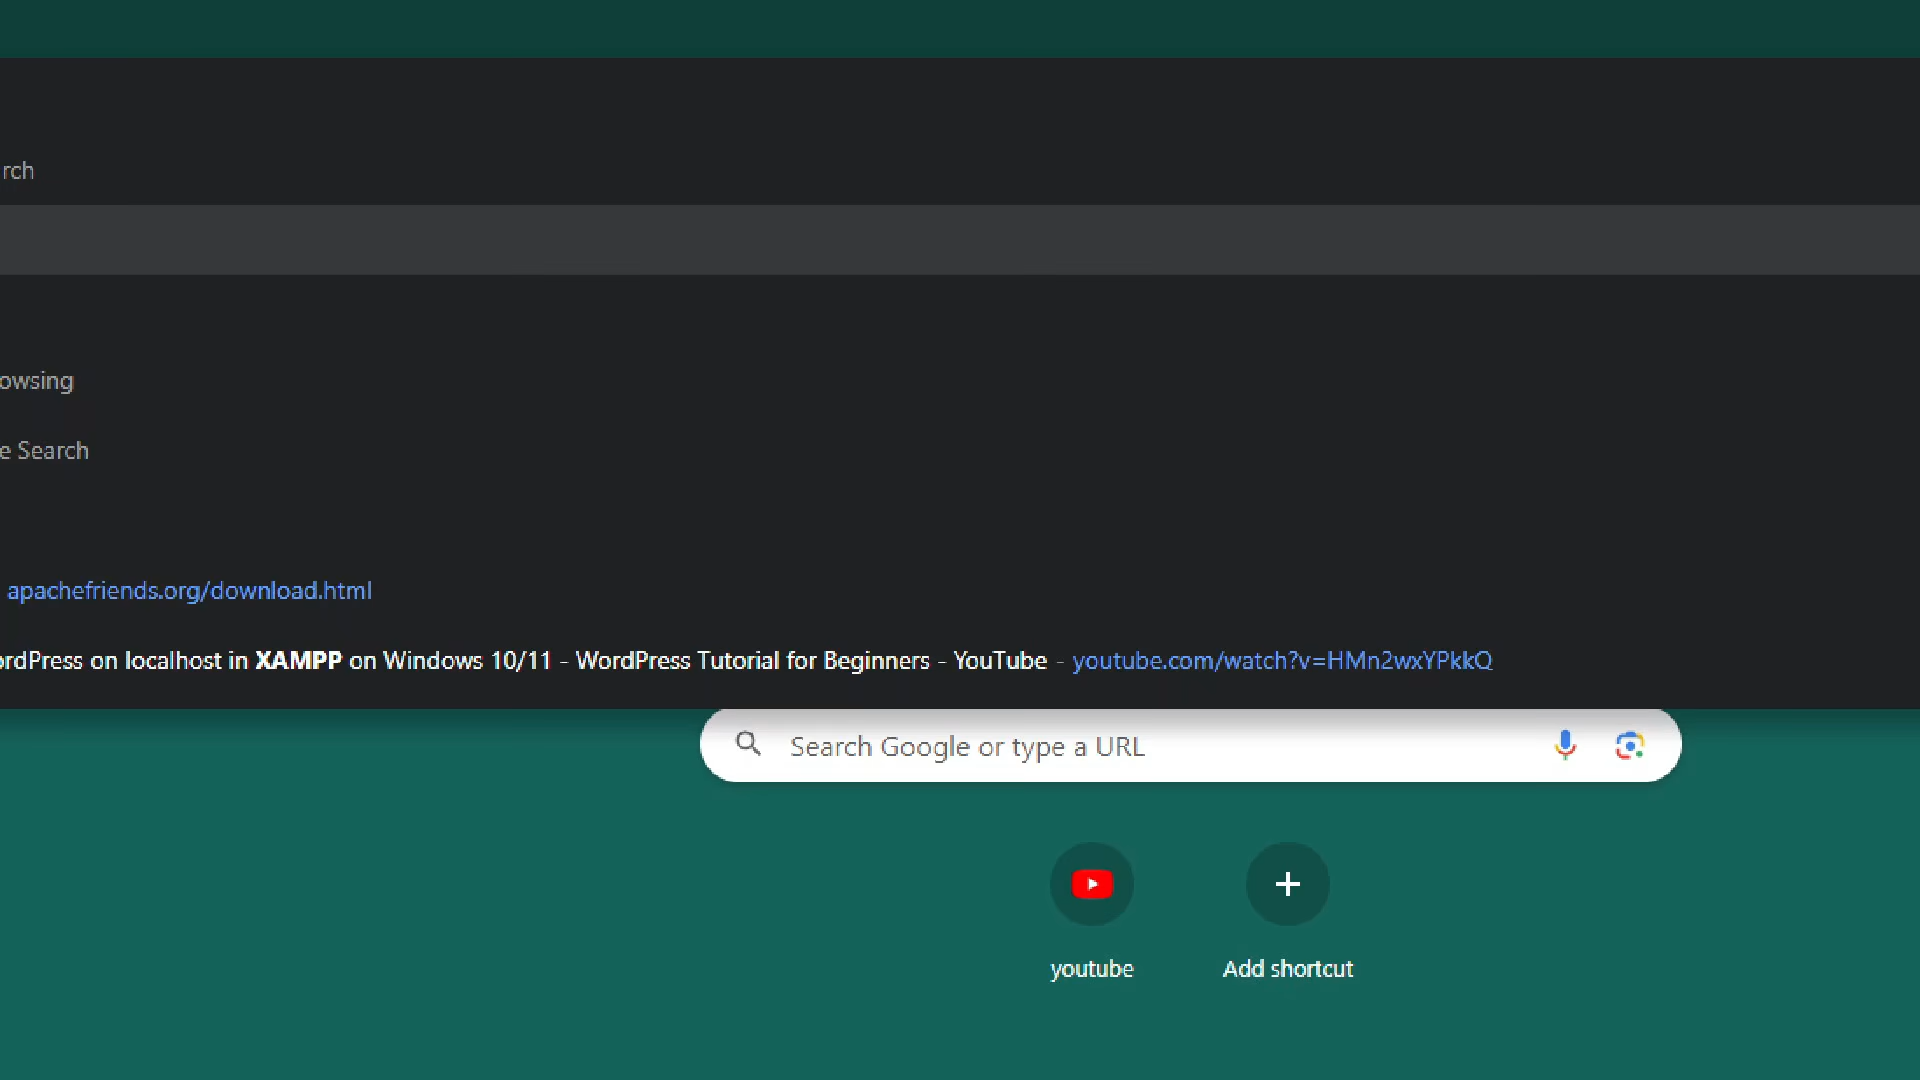 rch
owsing
e Search
apachefriends.org/download.html
ordPress on localhost in XAMPP on Windows 10/11 - WordPress Tutorial for Beginners - YouTube - youtube.com/watch?v=HMn2wxYPkkQ
Search Google or type a URL
youtube
Add shortcut